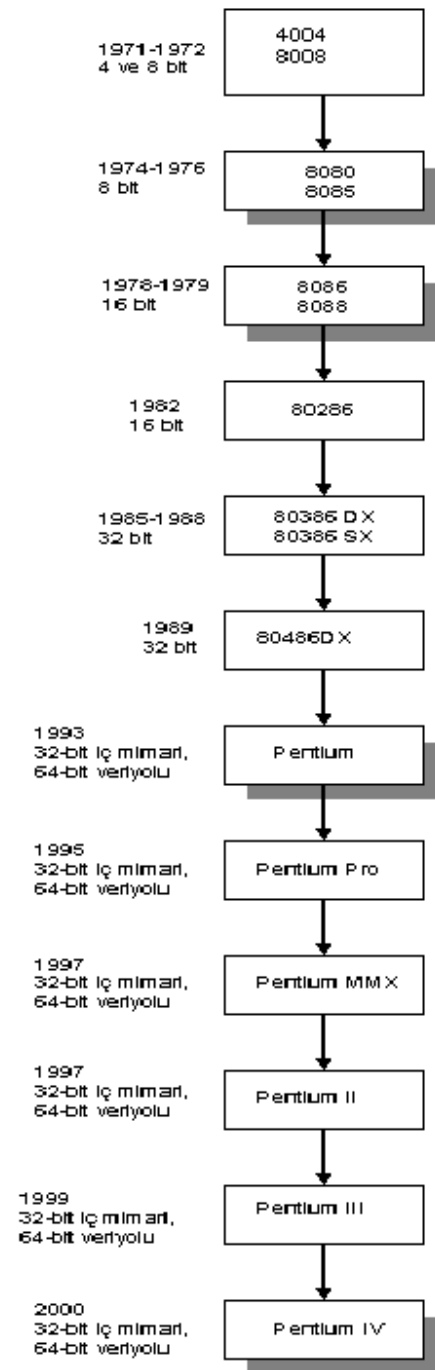 1971-1972
4 ve 8 bit
4004
8008
1974-1976
8 bit
8080
8085
1978-1979
16 bit
8086
8088
1982
16 bit
80286
1985-1988
32 bit
80386 DX
80386 SX
1989
32 bit
80486DX
1993
32-bit iç mimari,
64-bit veriyolu
Pentium
1995
32-bit iç mimari,
64-bit veriyolu
Pentium Pro
1997
32-bit iç mimari,
64-bit veriyolu
Pentium MMX
1997
32-bit iç mimari,
64-bit veriyolu
Pentium II
1999
32-bit iç mimari,
64-bit veriyolu
Pentium III
2000
32-bit iç mimari,
64-bit veriyolu
Pentium IV